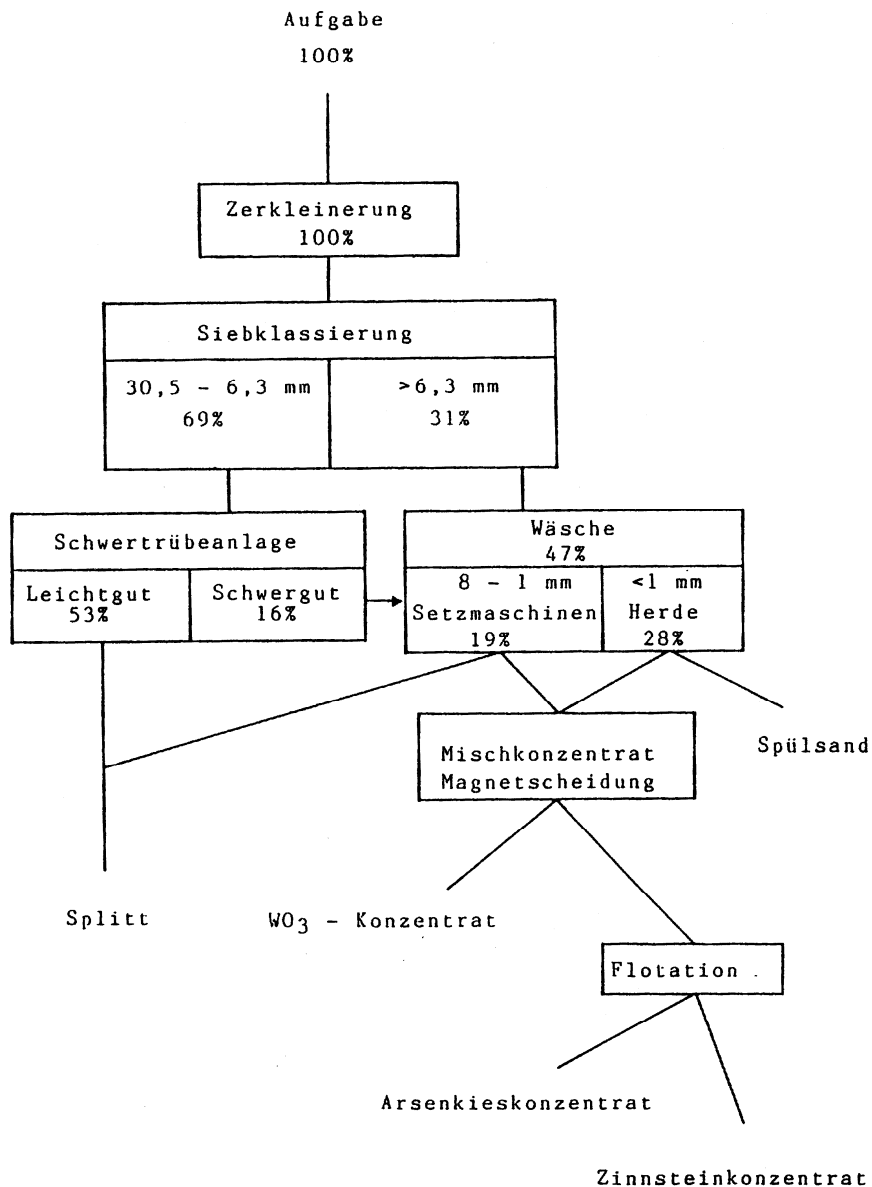 Aufgabe
100%
Zerkleinerung
100%
Siebklassierung
30,5 - 6,3 mm
69%
>6,3 mm
31%
Schwertrübeanlage
Leichtgut
53%
Schwergut
16%
Wäsche
47%
8 - 1 mm
Setzmaschinen
19%
<1 mm
Herde
28%
Mischkonzentrat
Magnetscheidung
Spülsand
Splitt
WO3 - Konzentrat
Flotation .
Arsenkieskonzentrat
Zinnsteinkonzentrat